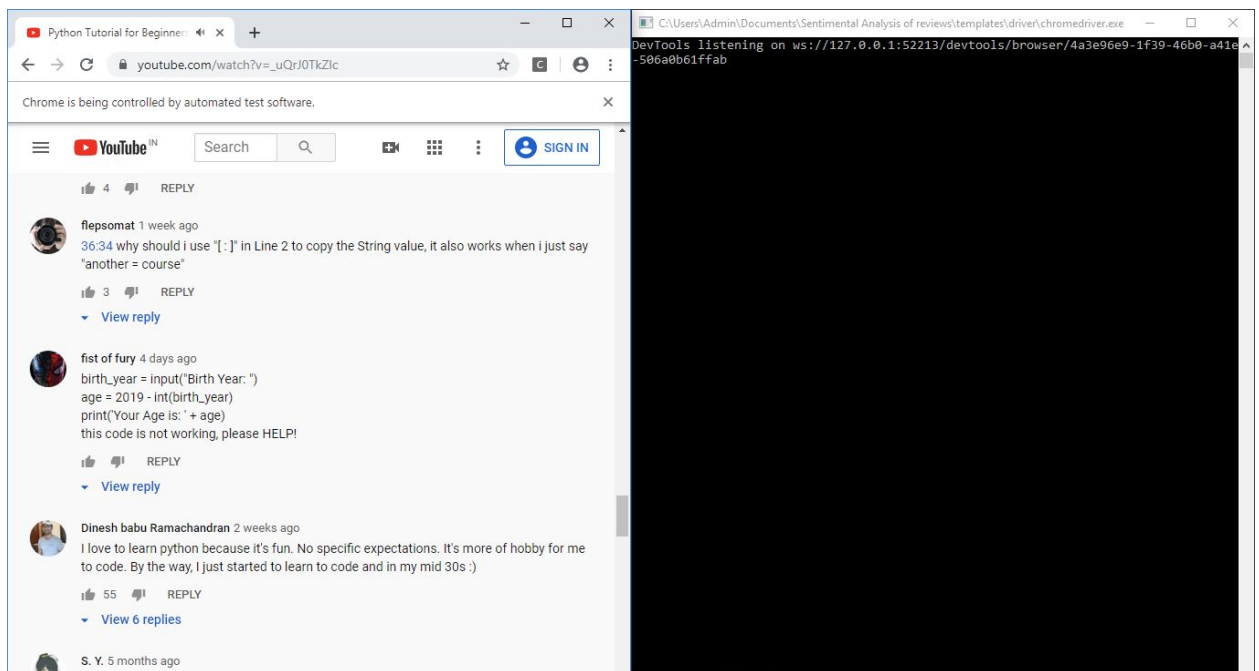 Python Tutorial for Beginners
youtube.com/watch?v=_uQrJ0TkZlc
C
Chrome is being controlled by automated test software.
YouTube IN
Search
SIGN IN
4 REPLY
flepsomat 1 week ago
36:34 why should i use "[ : ]" in Line 2 to copy the String value, it also works when i just say
"another = course"
3 REPLY
View reply
fist of fury 4 days ago
birth_year = input("Birth Year: ")
age = 2019 - int(birth_year)
print('Your Age is: ' + age)
this code is not working, please HELP!
REPLY
View reply
Dinesh babu Ramachandran 2 weeks ago
I love to learn python because it's fun. No specific expectations. It's more of hobby for me
to code. By the way, I just started to learn to code and in my mid 30s :)
55 REPLY
View 6 replies
S. Y. 5 months ago
C:\Users\Admin\Documents\Sentimental Analysis of reviews\templates\driver\chromedriver.exe
DevTools listening on ws://127.0.0.1:52213/devtools/browser/4a3e96e9-1f39-46b0-a41e
-506a0b61ffab